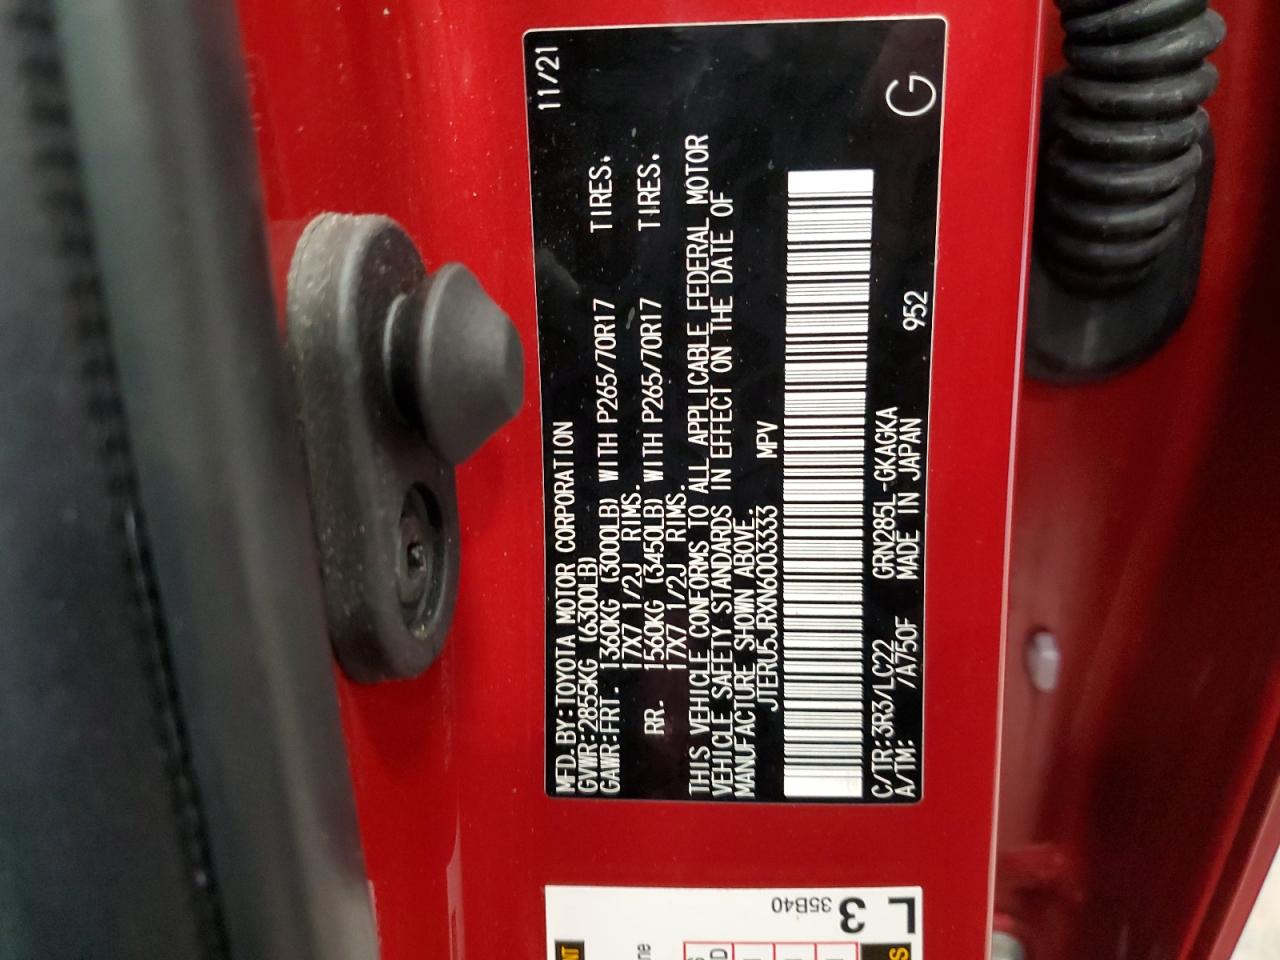 MFD.BY:TOYOTA MOTOR CORPORATION 11/21
GVWR:2855KG (6300LB)
GAWR:FRT. 1360KG (3000LB) WITH P265/70R17 TIRES.
17X7 1/2J RIMS.
RR. 1560KG (3450LB) WITH P265/70R17 TIRES.
17X7 1/2J RIMS.
THIS VEHICLE CONFORMS TO ALL APPLICABLE FEDERAL MOTOR
VEHICLE SAFETY STANDARDS IN EFFECT ON THE DATE OF
MANUFACTURE SHOWN ABOVE.
JTERU5JRXN6003333 MPV
C/TR:3R3/LC22 GRN285L-GKAGKA
A/TM: /A750F MADE IN JAPAN 952 G
L 3
35B40